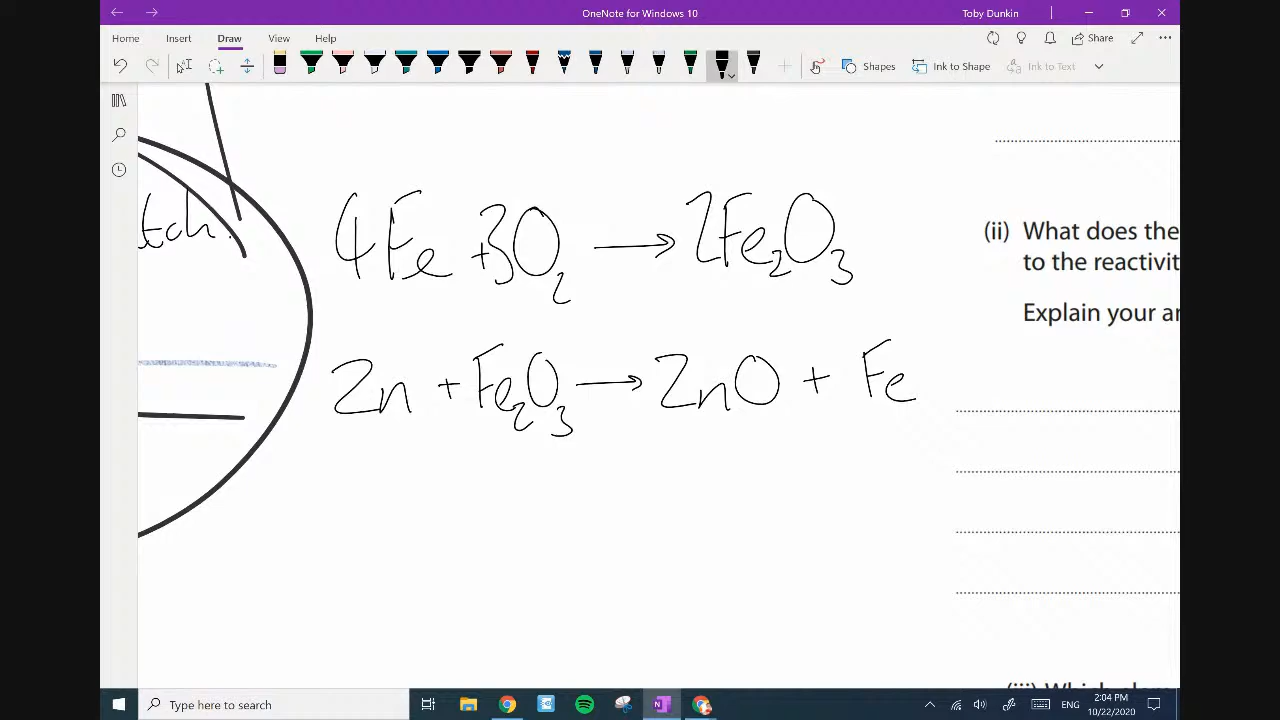 OneNote for Windows 10
Toby Dunkin
Home Insert Draw View Help
Share
Shapes Ink to Shape Ink to Text
tch.
4Fe + 3O₂ → 2Fe₂O₃
Zn + Fe₂O₃ → ZnO + Fe
(ii) What does the
to the reactivit
Explain your a
Type here to search
ENG
2:04 PM
10/22/2020